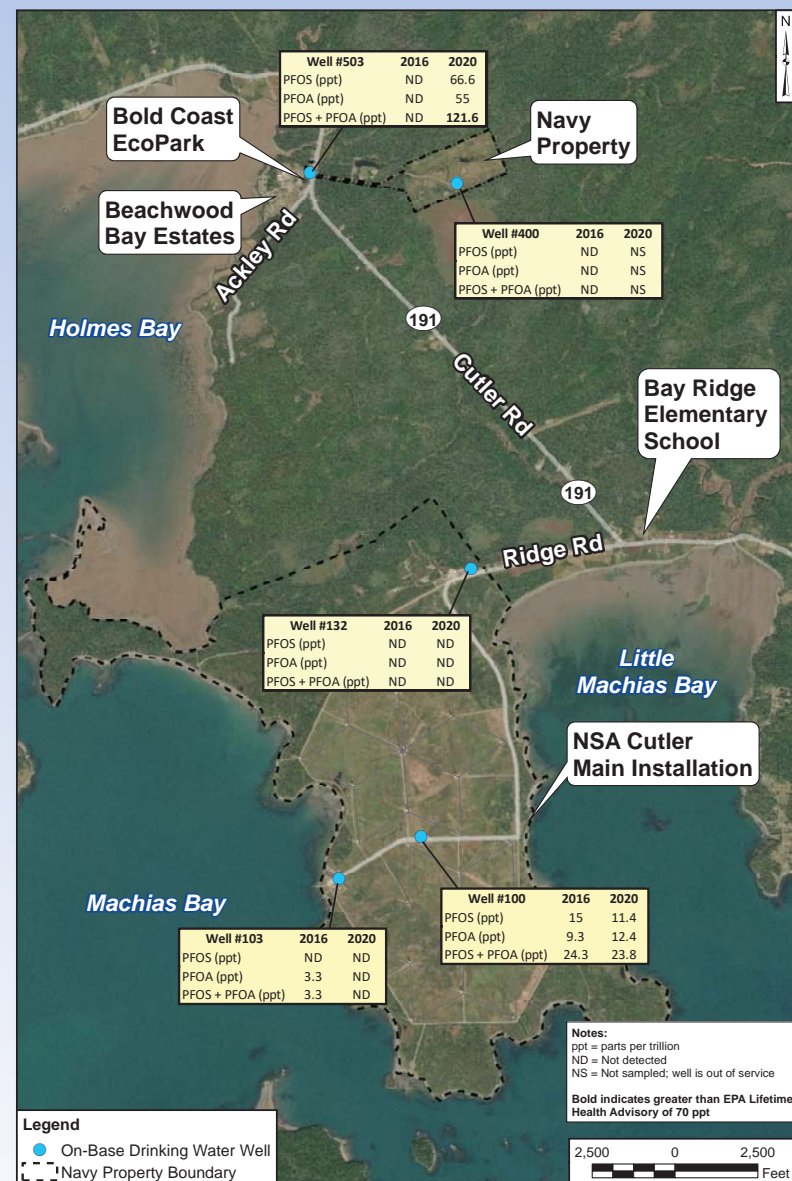 N
Well #503 2016 2020
PFOS (ppt) ND 66.6
PFOA (ppt) ND 55
PFOS + PFOA (ppt) ND 121.6
Bold Coast
EcoPark
Navy
Property
Beachwood
Bay Estates
Well #400 2016 2020
PFOS (ppt) ND NS
PFOA (ppt) ND NS
PFOS + PFOA (ppt) ND NS
Ackley Rd
Holmes Bay
191
Cutler Rd
Bay Ridge
Elementary
School
191
Ridge Rd
Well #132 2016 2020
PFOS (ppt) ND ND
PFOA (ppt) ND ND
PFOS + PFOA (ppt) ND ND
Little
Machias Bay
NSA Cutler
Main Installation
Machias Bay
Well #100 2016 2020
PFOS (ppt) 15 11.4
PFOA (ppt) 9.3 12.4
PFOS + PFOA (ppt) 24.3 23.8
Well #103 2016 2020
PFOS (ppt) ND ND
PFOA (ppt) 3.3 ND
PFOS + PFOA (ppt) 3.3 ND
Notes:
ppt = parts per trillion
ND = Not detected
NS = Not sampled; well is out of service
Bold indicates greater than EPA Lifetime
Health Advisory of 70 ppt
Legend
On-Base Drinking Water Well
Navy Property Boundary
2,500 0 2,500
Feet